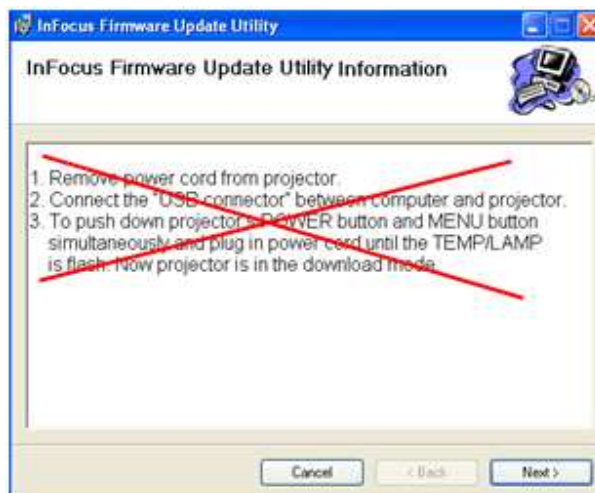 InFocus Firmware Update Utility
InFocus Firmware Update Utility Information
1. Remove power cord from projector.
2. Connect the "USB connector" between computer and projector.
3. To push down projector's POWER button and MENU button
simultaneously and plug in power cord until the TEMP/LAMP
is flash. Now projector is in the download mode.
Cancel
< Back
Next >